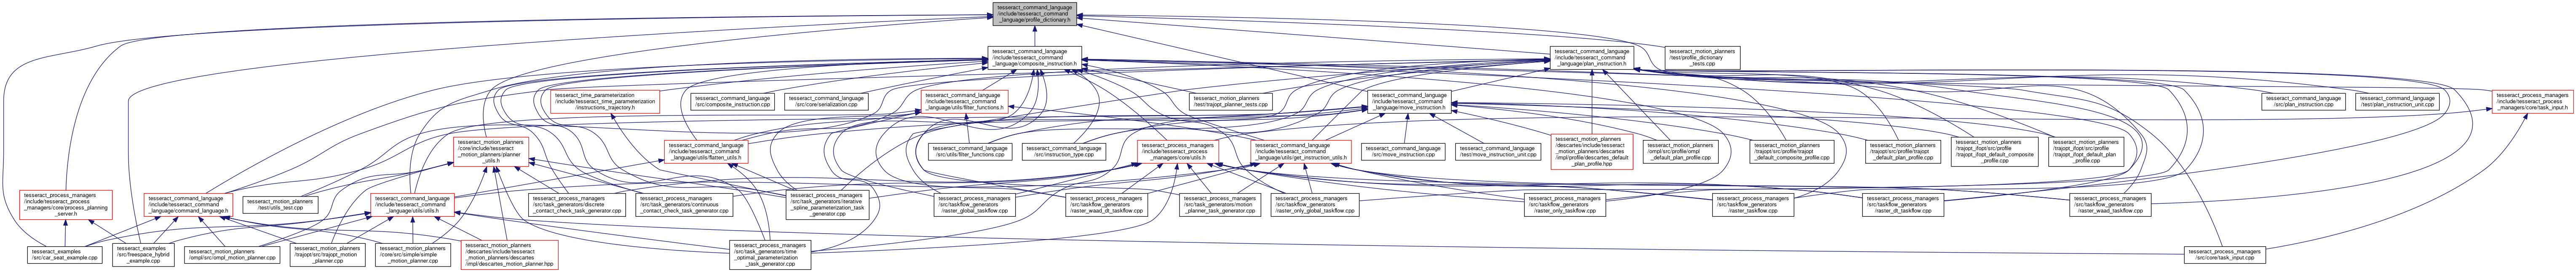 tesseract_command_language
/include/tesseract_command
_language/profile_dictionary.h
tesseract_command_language
/include/tesseract_command
_language/composite_instruction.h
tesseract_command_language
/include/tesseract_command
_language/plan_instruction.h
tesseract_motion_planners
/test/profile_dictionary
_tests.cpp
tesseract_time_parameterization
/include/tesseract_time_parameterization
/instructions_trajectory.h
tesseract_command_language
/src/composite_instruction.cpp
tesseract_command_language
/src/core/serialization.cpp
tesseract_command_language
/include/tesseract_command
_language/utils/filter_functions.h
tesseract_motion_planners
/test/trajopt_planner_tests.cpp
tesseract_command_language
/include/tesseract_command
_language/move_instruction.h
tesseract_command_language
/src/plan_instruction.cpp
tesseract_command_language
/test/plan_instruction_unit.cpp
tesseract_process_managers
/include/tesseract_process
_managers/core/task_input.h
tesseract_motion_planners
/core/include/tesseract
_motion_planners/planner
_utils.h
tesseract_command_language
/include/tesseract_command
_language/utils/flatten_utils.h
tesseract_command_language
/src/utils/filter_functions.cpp
tesseract_command_language
/src/instruction_type.cpp
tesseract_process_managers
/include/tesseract_process
_managers/core/utils.h
tesseract_command_language
/include/tesseract_command
_language/utils/get_instruction_utils.h
tesseract_command_language
/src/move_instruction.cpp
tesseract_command_language
/test/move_instruction_unit.cpp
tesseract_motion_planners
/descartes/include/tesseract
_motion_planners/descartes
/impl/profile/descartes_default
_plan_profile.hpp
tesseract_motion_planners
/ompl/src/profile/ompl
_default_plan_profile.cpp
tesseract_motion_planners
/trajopt/src/profile/trajopt
_default_composite_profile.cpp
tesseract_motion_planners
/trajopt/src/profile/trajopt
_default_plan_profile.cpp
tesseract_motion_planners
/trajopt_ifopt/src/profile
/trajopt_ifopt_default_composite
_profile.cpp
tesseract_motion_planners
/trajopt_ifopt/src/profile
/trajopt_ifopt_default_plan
_profile.cpp
tesseract_process_managers
/include/tesseract_process
_managers/core/process_planning
_server.h
tesseract_command_language
/include/tesseract_command
_language/command_language.h
tesseract_motion_planners
/test/utils_test.cpp
tesseract_command_language
/include/tesseract_command
_language/utils/utils.h
tesseract_process_managers
/src/task_generators/discrete
_contact_check_task_generator.cpp
tesseract_process_managers
/src/task_generators/continuous
_contact_check_task_generator.cpp
tesseract_process_managers
/src/task_generators/iterative
_spline_parameterization_task
_generator.cpp
tesseract_process_managers
/src/taskflow_generators
/raster_global_taskflow.cpp
tesseract_process_managers
/src/taskflow_generators
/raster_waad_dt_taskflow.cpp
tesseract_process_managers
/src/task_generators/motion
_planner_task_generator.cpp
tesseract_process_managers
/src/taskflow_generators
/raster_only_global_taskflow.cpp
tesseract_process_managers
/src/taskflow_generators
/raster_only_taskflow.cpp
tesseract_process_managers
/src/taskflow_generators
/raster_taskflow.cpp
tesseract_process_managers
/src/taskflow_generators
/raster_dt_taskflow.cpp
tesseract_process_managers
/src/taskflow_generators
/raster_waad_taskflow.cpp
tesseract_examples
/src/car_seat_example.cpp
tesseract_examples
/src/freespace_hybrid
_example.cpp
tesseract_motion_planners
/ompl/src/ompl_motion_planner.cpp
tesseract_motion_planners
/trajopt/src/trajopt_motion
_planner.cpp
tesseract_motion_planners
/core/src/simple/simple
_motion_planner.cpp
tesseract_motion_planners
/descartes/include/tesseract
_motion_planners/descartes
/impl/descartes_motion_planner.hpp
tesseract_process_managers
/src/task_generators/time
_optimal_parameterization
_task_generator.cpp
tesseract_process_managers
/src/core/task_input.cpp